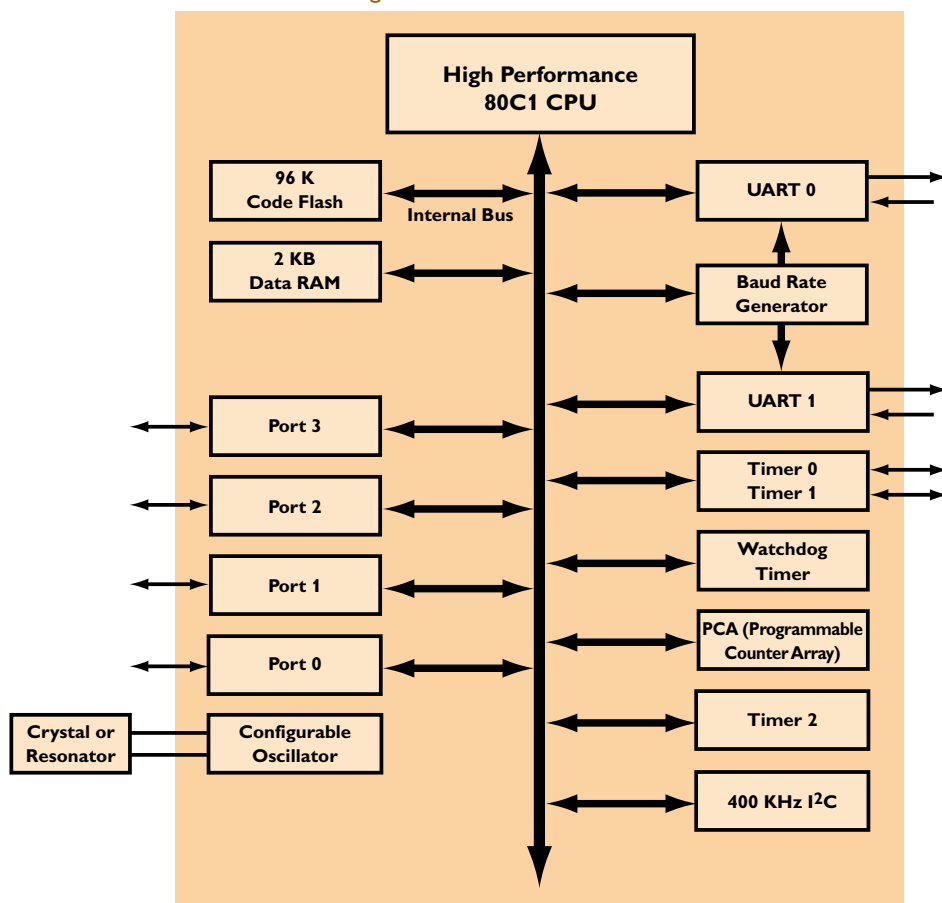 High Performance
80C1 CPU
96 K
Code Flash
Internal Bus
UART 0
2 KB
Data RAM
Baud Rate
Generator
UART 1
Port 3
Timer 0
Timer 1
Port 2
Watchdog
Timer
Port 1
PCA (Programmable
Counter Array)
Port 0
Crystal or
Resonator
Configurable
Oscillator
Timer 2
400 KHz I²C